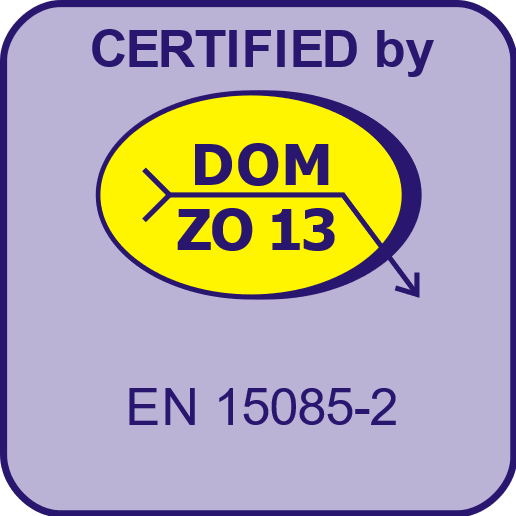 CERTIFIED by
DOM
ZO 13
EN 15085-2